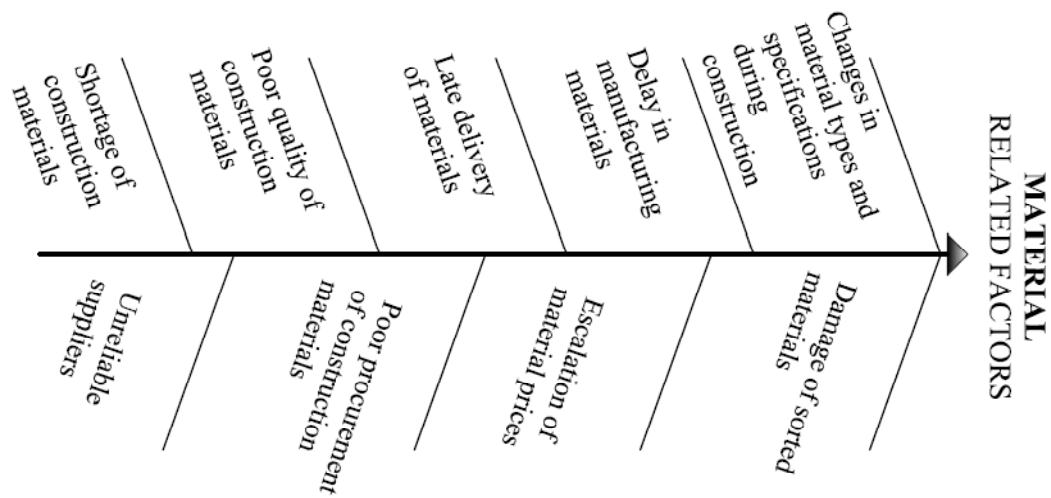 MATERIAL
RELATED FACTORS
Changes in
material types and
specifications
during
construction
Delay in
manufacturing
materials
Late delivery
of materials
Poor quality of
construction
materials
Shortage of
construction
materials
Damage of sorted
materials
Escalation of
material prices
Poor procurement
of construction
materials
Unreliable
suppliers